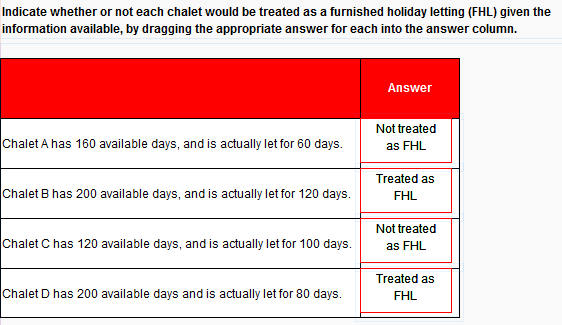 Indicate whether or not each chalet would be treated as a furnished holiday letting (FHL) given the
information available, by dragging the appropriate answer for each into the answer column.
Answer
Chalet A has 160 available days, and is actually let for 60 days.
Not treated
as FHL
Chalet B has 200 available days, and is actually let for 120 days.
Treated as
FHL
Chalet C has 120 available days, and is actually let for 100 days.
Not treated
as FHL
Chalet D has 200 available days and is actually let for 80 days.
Treated as
FHL